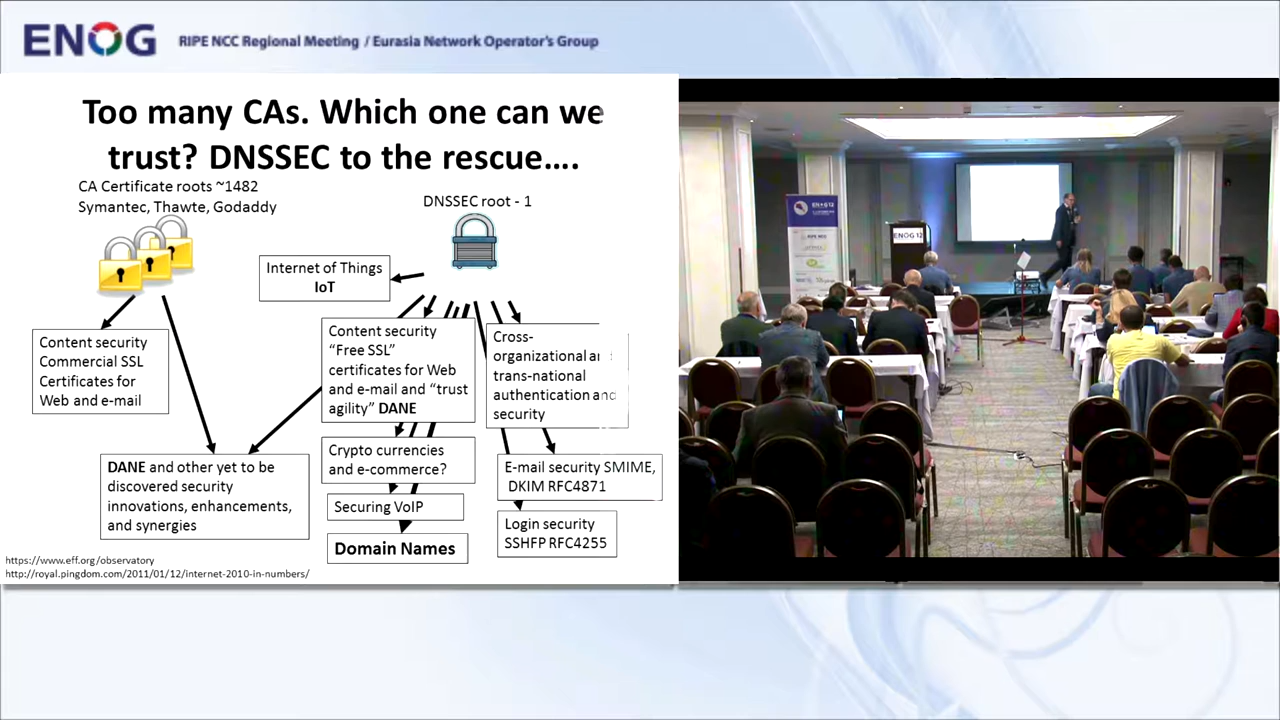 ENOG
RIPE NCC Regional Meeting / Eurasia Network Operator's Group
Too many CAs. Which one can we
trust? DNSSEC to the rescue….
CA Certificate roots ~1482
Symantec, Thawte, Godaddy
DNSSEC root - 1
Internet of Things
IoT
Content security
Commercial SSL
Certificates for
Web and e-mail
Content security
"Free SSL"
certificates for Web
and e-mail and "trust
agility" DANE
Cross-
organizational a
trans-national
authentication and
security
DANE and other yet to be
discovered security
innovations, enhancements,
and synergies
Crypto currencies
and e-commerce?
Securing VoIP
Domain Names
E-mail security SMIME,
DKIM RFC4871
Login security
SSHFP RFC4255
https://www.eff.org/observatory
http://royal.pingdom.com/2011/01/12/internet-2010-in-numbers/
ENOG 12
RIPE NCC
ENOG 12